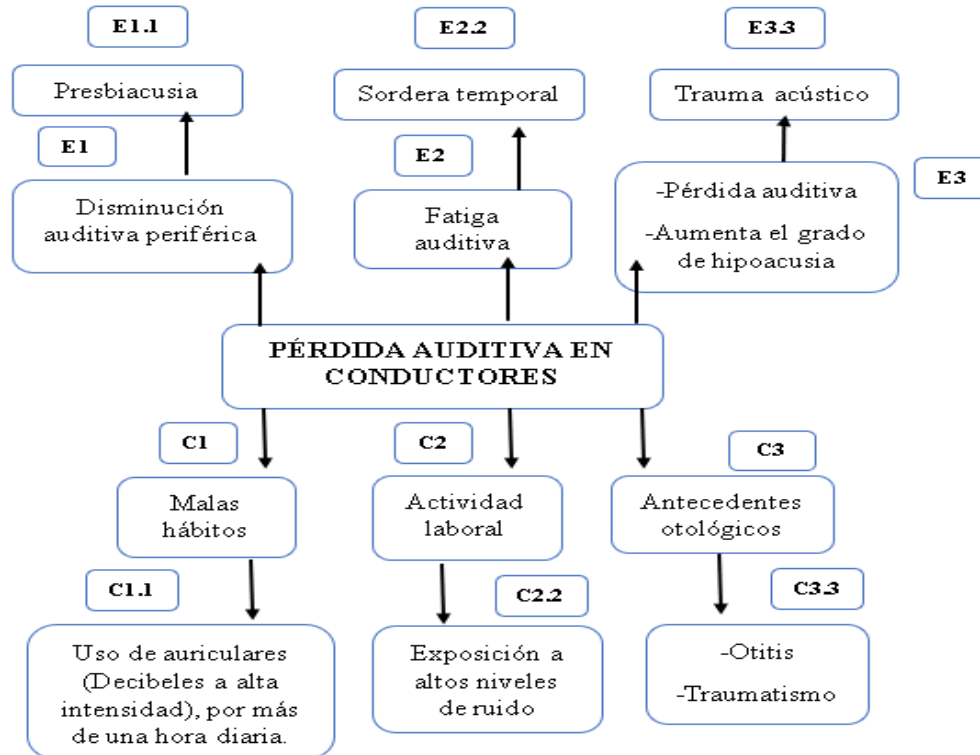 E1.1
E2.2
E3.3
Presbiacusia
Sordera temporal
Trauma acústico
E1
E2
E3
Disminución
auditiva periférica
Fatiga
auditiva
-Pérdida auditiva
-Aumenta el grado
de hipoacusia
PÉRDIDA AUDITIVA EN
CONDUCTORES
C1
C2
C3
Malas
hábitos
Actividad
laboral
Antecedentes
otológicos
C1.1
C2.2
C3.3
Uso de auriculares
(Decibeles a alta
intensidad), por más
de una hora diaria.
Exposición a
altos niveles
de ruido
-Otitis
-Traumatismo